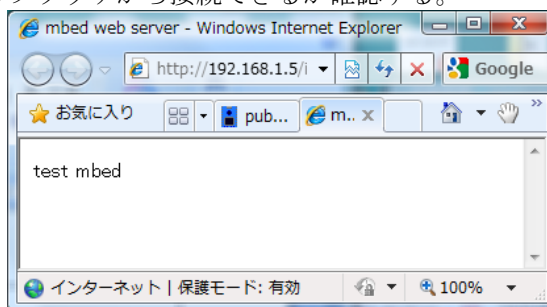 ラウザから接続できるか確認する。
mbed web server - Windows Internet Explorer
http://192.168.1.5/i
Google
お気に入り
pub...
m..
test mbed
インターネット | 保護モード: 有効
100%